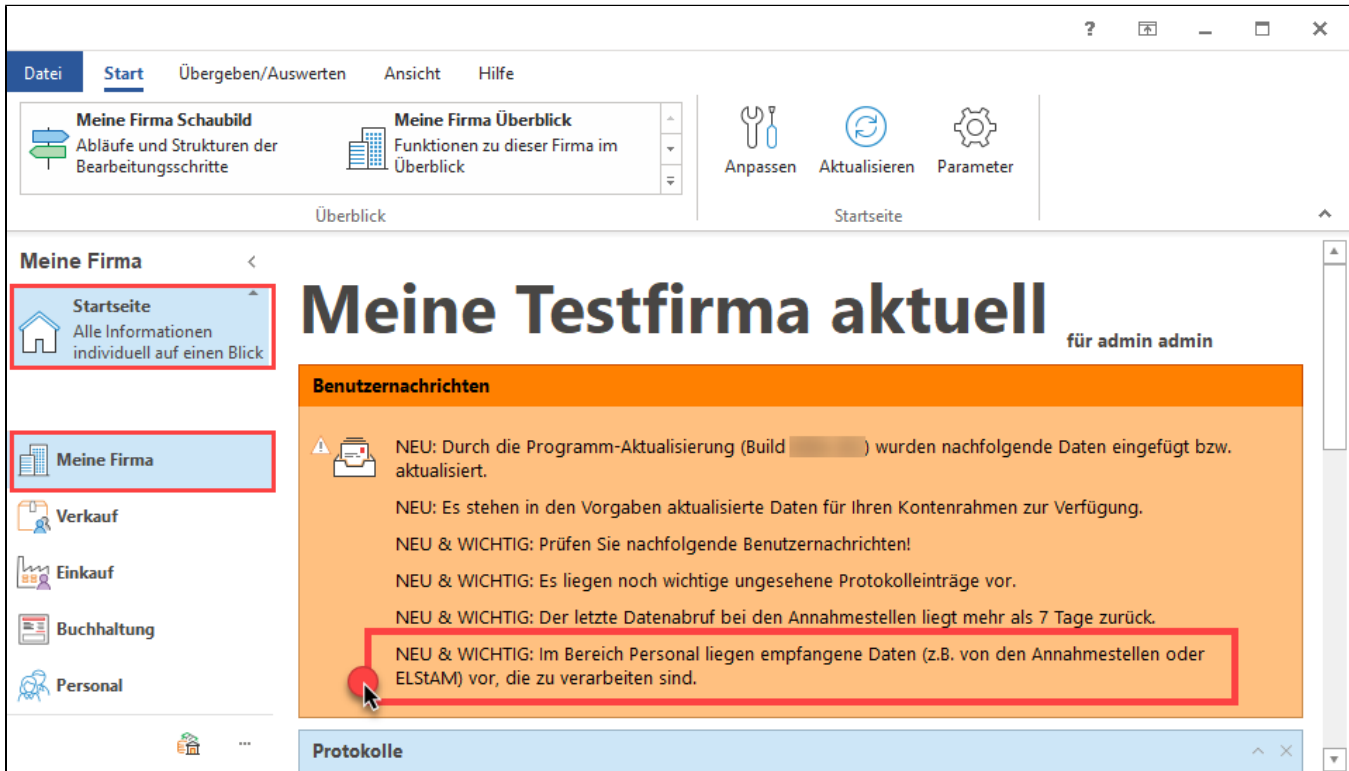 ?
Datei Start Übergeben/Auswerten Ansicht Hilfe
Meine Firma Schaubild
Abläufe und Strukturen der
Bearbeitungsschritte
Meine Firma Überblick
Funktionen zu dieser Firma im
Überblick
Anpassen Aktualisieren Parameter
Überblick Startseite
Meine Firma
Startseite
Alle Informationen
individuell auf einen Blick
Meine Firma
Verkauf
Einkauf
Buchhaltung
Personal
...
Meine Testfirma aktuell für admin admin
Benutzernachrichten
NEU: Durch die Programm-Aktualisierung (Build ) wurden nachfolgende Daten eingefügt bzw.
aktualisiert.
NEU: Es stehen in den Vorgaben aktualisierte Daten für Ihren Kontenrahmen zur Verfügung.
NEU & WICHTIG: Prüfen Sie nachfolgende Benutzernachrichten!
NEU & WICHTIG: Es liegen noch wichtige ungesehene Protokolleinträge vor.
NEU & WICHTIG: Der letzte Datenabruf bei den Annahmestellen liegt mehr als 7 Tage zurück.
NEU & WICHTIG: Im Bereich Personal liegen empfangene Daten (z.B. von den Annahmestellen oder
ELStAM) vor, die zu verarbeiten sind.
Protokolle